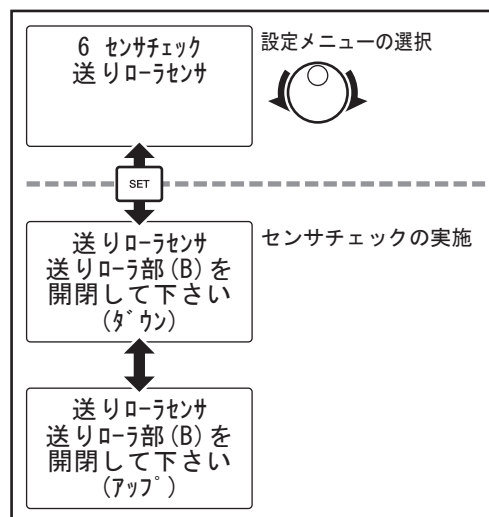 6 ｾﾝｻﾁｪｯｸ
送りﾛｰﾗｾﾝｻ
設定メニューの選択
SET
送りﾛｰﾗｾﾝｻ
送りﾛｰﾗ部(B)を
開閉して下さい
(ﾀﾞｳﾝ)
センサチェックの実施
送りﾛｰﾗｾﾝｻ
送りﾛｰﾗ部(B)を
開閉して下さい
(ｱｯﾌﾟ)